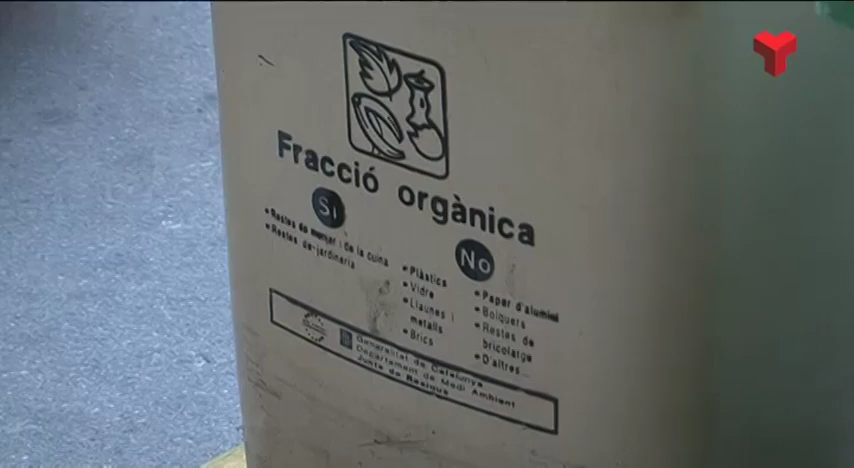 Fracció orgànica
Sí
• Restes de menjar i de la cuina
• Restes de jardineria
No
• Plàstics
• Vidre
• Llaunes i
metalls
• Brics
• Paper d'alumini
• Bolquers
• Restes de
bricolatge
• D'altres
Generalitat de Catalunya
Departament de Medi Ambient
Junta de Residus